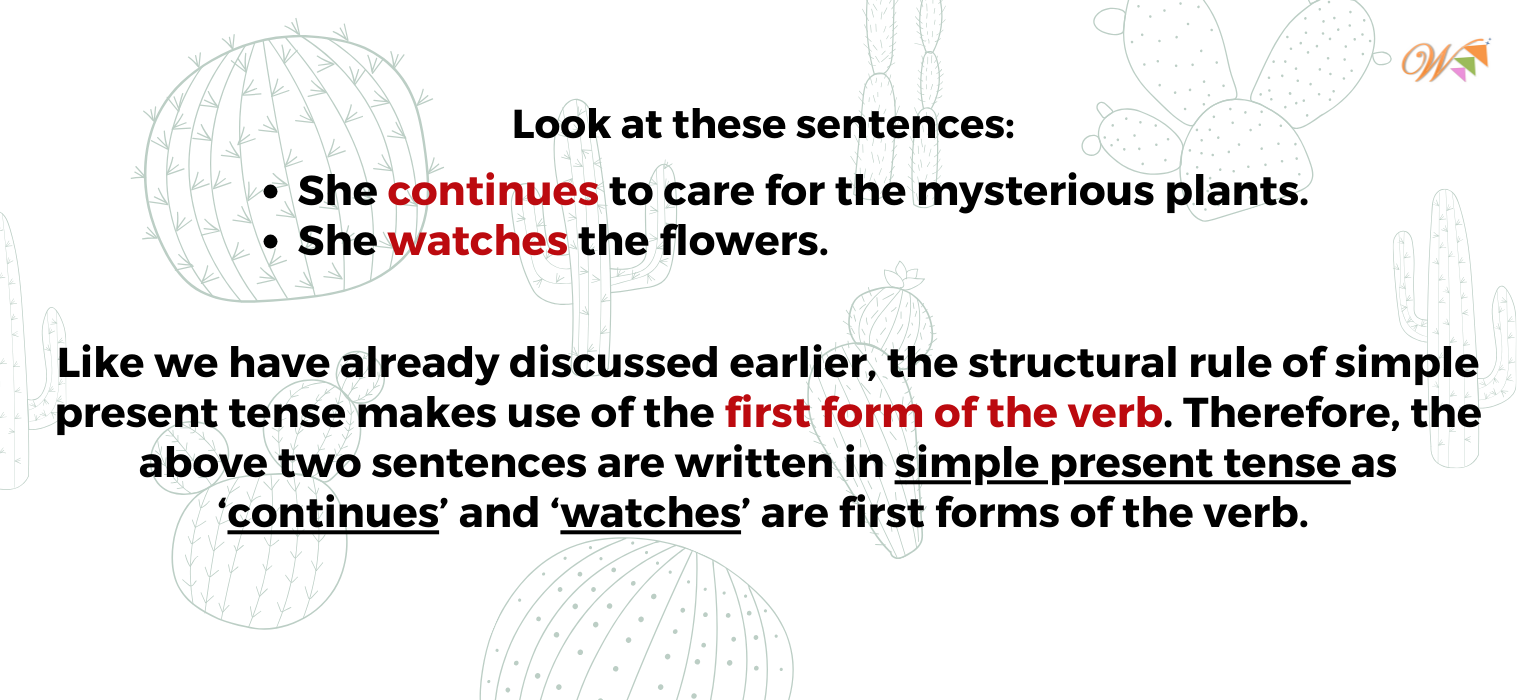 W
Look at these sentences:
• She continues to care for the mysterious plants.
• She watches the flowers.
Like we have already discussed earlier, the structural rule of simple
present tense makes use of the first form of the verb. Therefore, the
above two sentences are written in simple present tense as
‘continues’ and ‘watches’ are first forms of the verb.